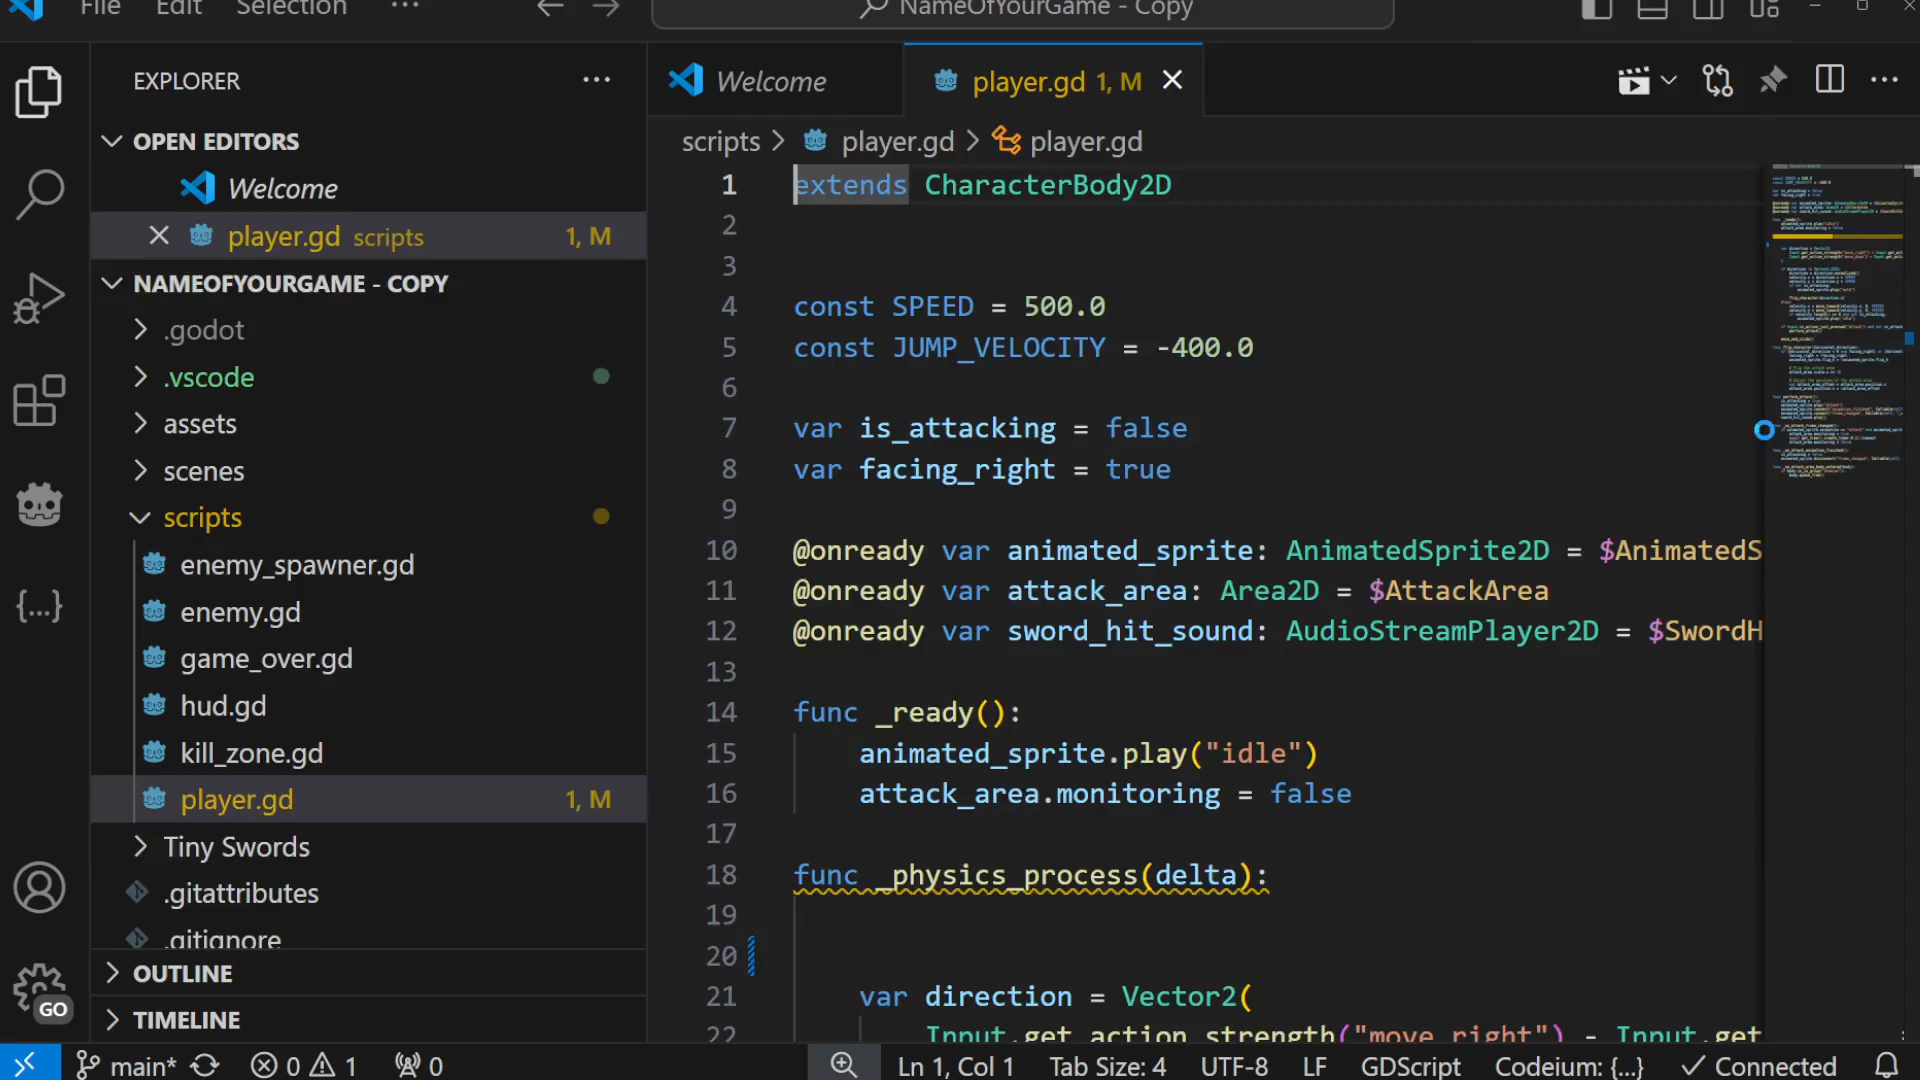 File Edit Selection ··· NameOfYourGame - Copy
EXPLORER ···
OPEN EDITORS
Welcome
player.gd scripts 1, M
NAMEOFYOURGAME - COPY
.godot
.vscode
assets
scenes
scripts
enemy_spawner.gd
enemy.gd
game_over.gd
hud.gd
kill_zone.gd
player.gd 1, M
Tiny Swords
.gitattributes
.gitignore
OUTLINE
TIMELINE
GO
{...}
Welcome player.gd 1, M
scripts > player.gd > player.gd
1 extends CharacterBody2D
2
3
4 const SPEED = 500.0
5 const JUMP_VELOCITY = -400.0
6
7 var is_attacking = false
8 var facing_right = true
9
10 @onready var animated_sprite: AnimatedSprite2D = $AnimatedS
11 @onready var attack_area: Area2D = $AttackArea
12 @onready var sword_hit_sound: AudioStreamPlayer2D = $SwordH
13
14 func _ready():
15 animated_sprite.play("idle")
16 attack_area.monitoring = false
17
18 func _physics_process(delta):
19
20
21 var direction = Vector2(
22 Input.get_action_strength("move_right") - Input.get
main* 0 1 0 Ln 1, Col 1 Tab Size: 4 UTF-8 LF GDScript Codeium: {...} Connected